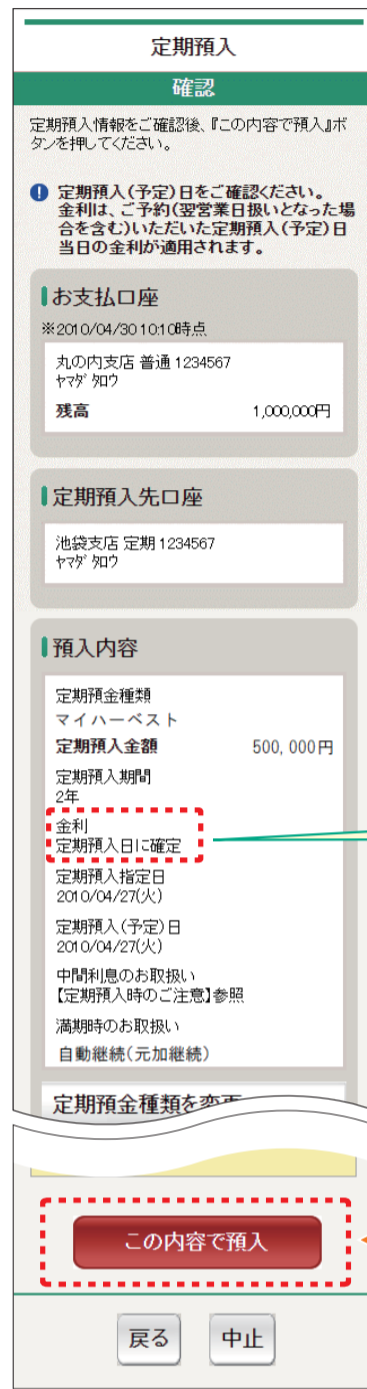 定期預入
確認
定期預入情報をご確認後、『この内容で預入』ボ
タンを押してください。
定期預入(予定)日をご確認ください。
金利は、ご予約(翌営業日扱いとなった場
合を含む)いただいた定期預入(予定)日
当日の金利が適用されます。
お支払口座
※2010/04/30 10:10時点
丸の内支店 普通 1234567
ヤマダ タロウ
残高 1,000,000円
定期預入先口座
池袋支店 定期 1234567
ヤマダ タロウ
預入内容
定期預金種類
マイハーベスト
定期預入金額 500,000円
定期預入期間
2年
金利
定期預入日に確定
定期預入指定日
2010/04/27(火)
定期預入(予定)日
2010/04/27(火)
中間利息のお取扱い
【定期預入時のご注意】参照
満期時のお取扱い
自動継続(元加継続)
定期預金種類を変更
この内容で預入
戻る 中止